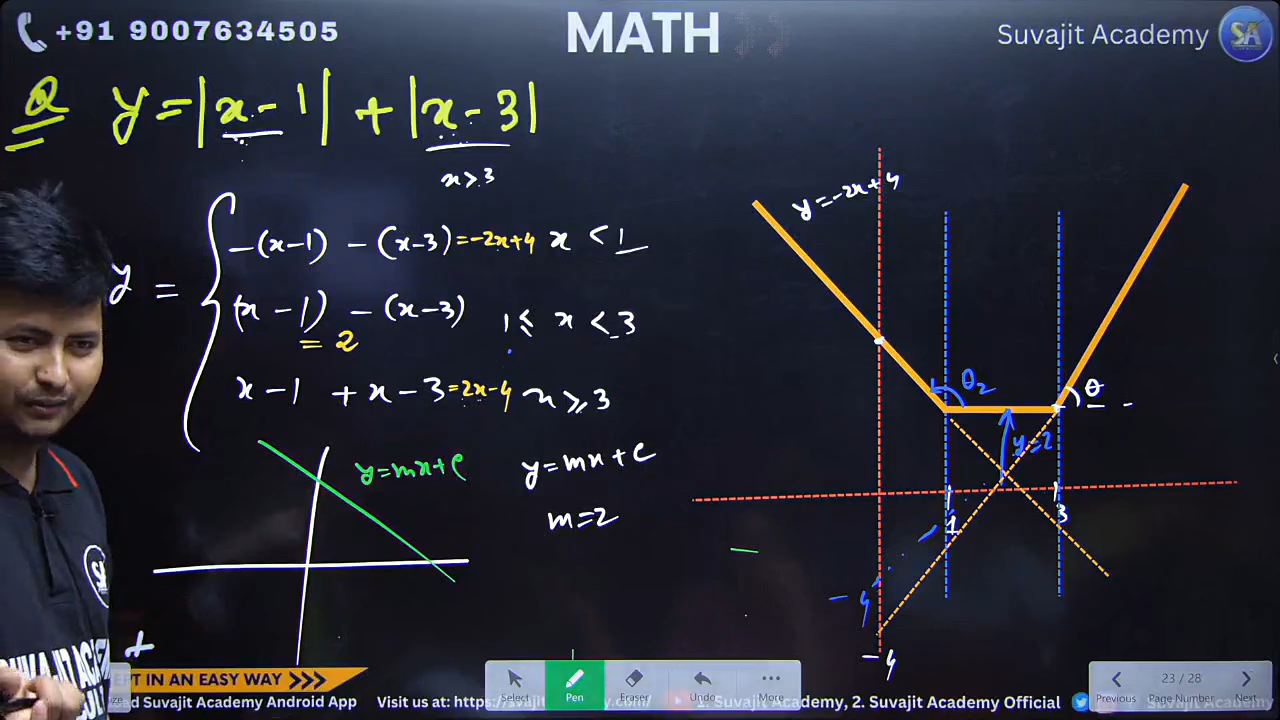 +91 9007634505
MATH
Suvajit Academy
SA
Q y = |x - 1| + |x - 3|
x > 3
y =
-(x-1) - (x-3) = -2x+4 x < 1
(x - 1) - (x-3) 1 ≤ x < 3
= 2
x - 1 + x - 3 = 2x-4 x ≥ 3
y = mx + c
y = mx + c
m = 2
y = -2x + 4
θ2
θ
y = 2
1
3
-4
-4
+
SA
EPT IN AN EASY WAY >>>
ad Suvajit Academy Android App
Visit us at:
1. Suvajit Academy, 2. Suvajit Academy Official
Select
Pen
Eraser
Undo
More
Previous
23 / 28
Page Number
Next